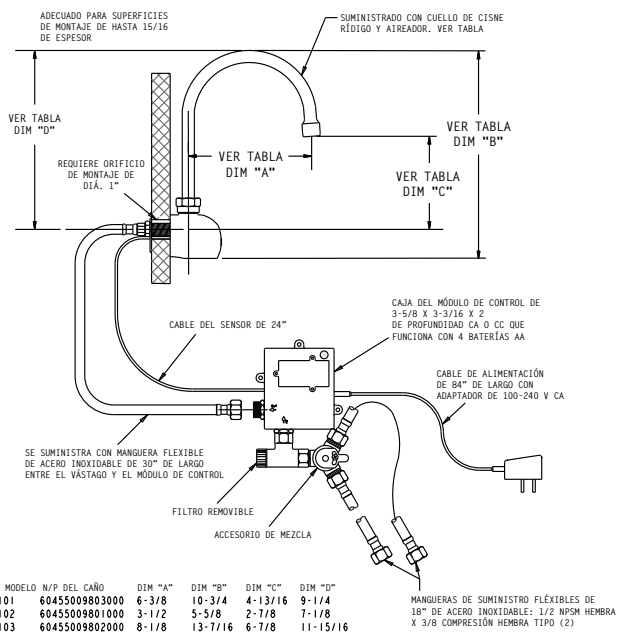 ADECUADO PARA SUPERFICIES
DE MONTAJE DE HASTA 15/16
DE ESPESOR
SUMINISTRADO CON CUELLO DE CISNE
RÍDIGO Y AIREADOR. VER TABLA
VER TABLA
DIM "D"
VER TABLA
DIM "B"
VER TABLA
DIM "A"
VER TABLA
DIM "C"
REQUIERE ORIFICIO
DE MONTAJE DE
DIÁ. 1"
CABLE DEL SENSOR DE 24"
CAJA DEL MÓDULO DE CONTROL DE
3-5/8 X 3-3/16 X 2
DE PROFUNDIDAD CA O CC QUE
FUNCIONA CON 4 BATERÍAS AA
CABLE DE ALIMENTACIÓN
DE 84" DE LARGO CON
ADAPTADOR DE 100-240 V CA
SE SUMINISTRA CON MANGUERA FLEXIBLE
DE ACERO INOXIDABLE DE 30" DE LARGO
ENTRE EL VÁSTAGO Y EL MÓDULO DE CONTROL
FILTRO REMOVIBLE
ACCESORIO DE MEZCLA
MANGUERAS DE SUMINISTRO FLÉXIBLES DE
18" DE ACERO INOXIDABLE: 1/2 NPSM HEMBRA
X 3/8 COMPRESIÓN HEMBRA TIPO (2)
MODELO N/P DEL CAÑO DIM "A" DIM "B" DIM "C" DIM "D"
101 60455009803000 6-3/8 10-3/4 4-13/16 9-1/4
102 60455009801000 3-1/2 5-5/8 2-7/8 7-1/8
103 60455009802000 8-1/8 13-7/16 6-7/8 11-15/16